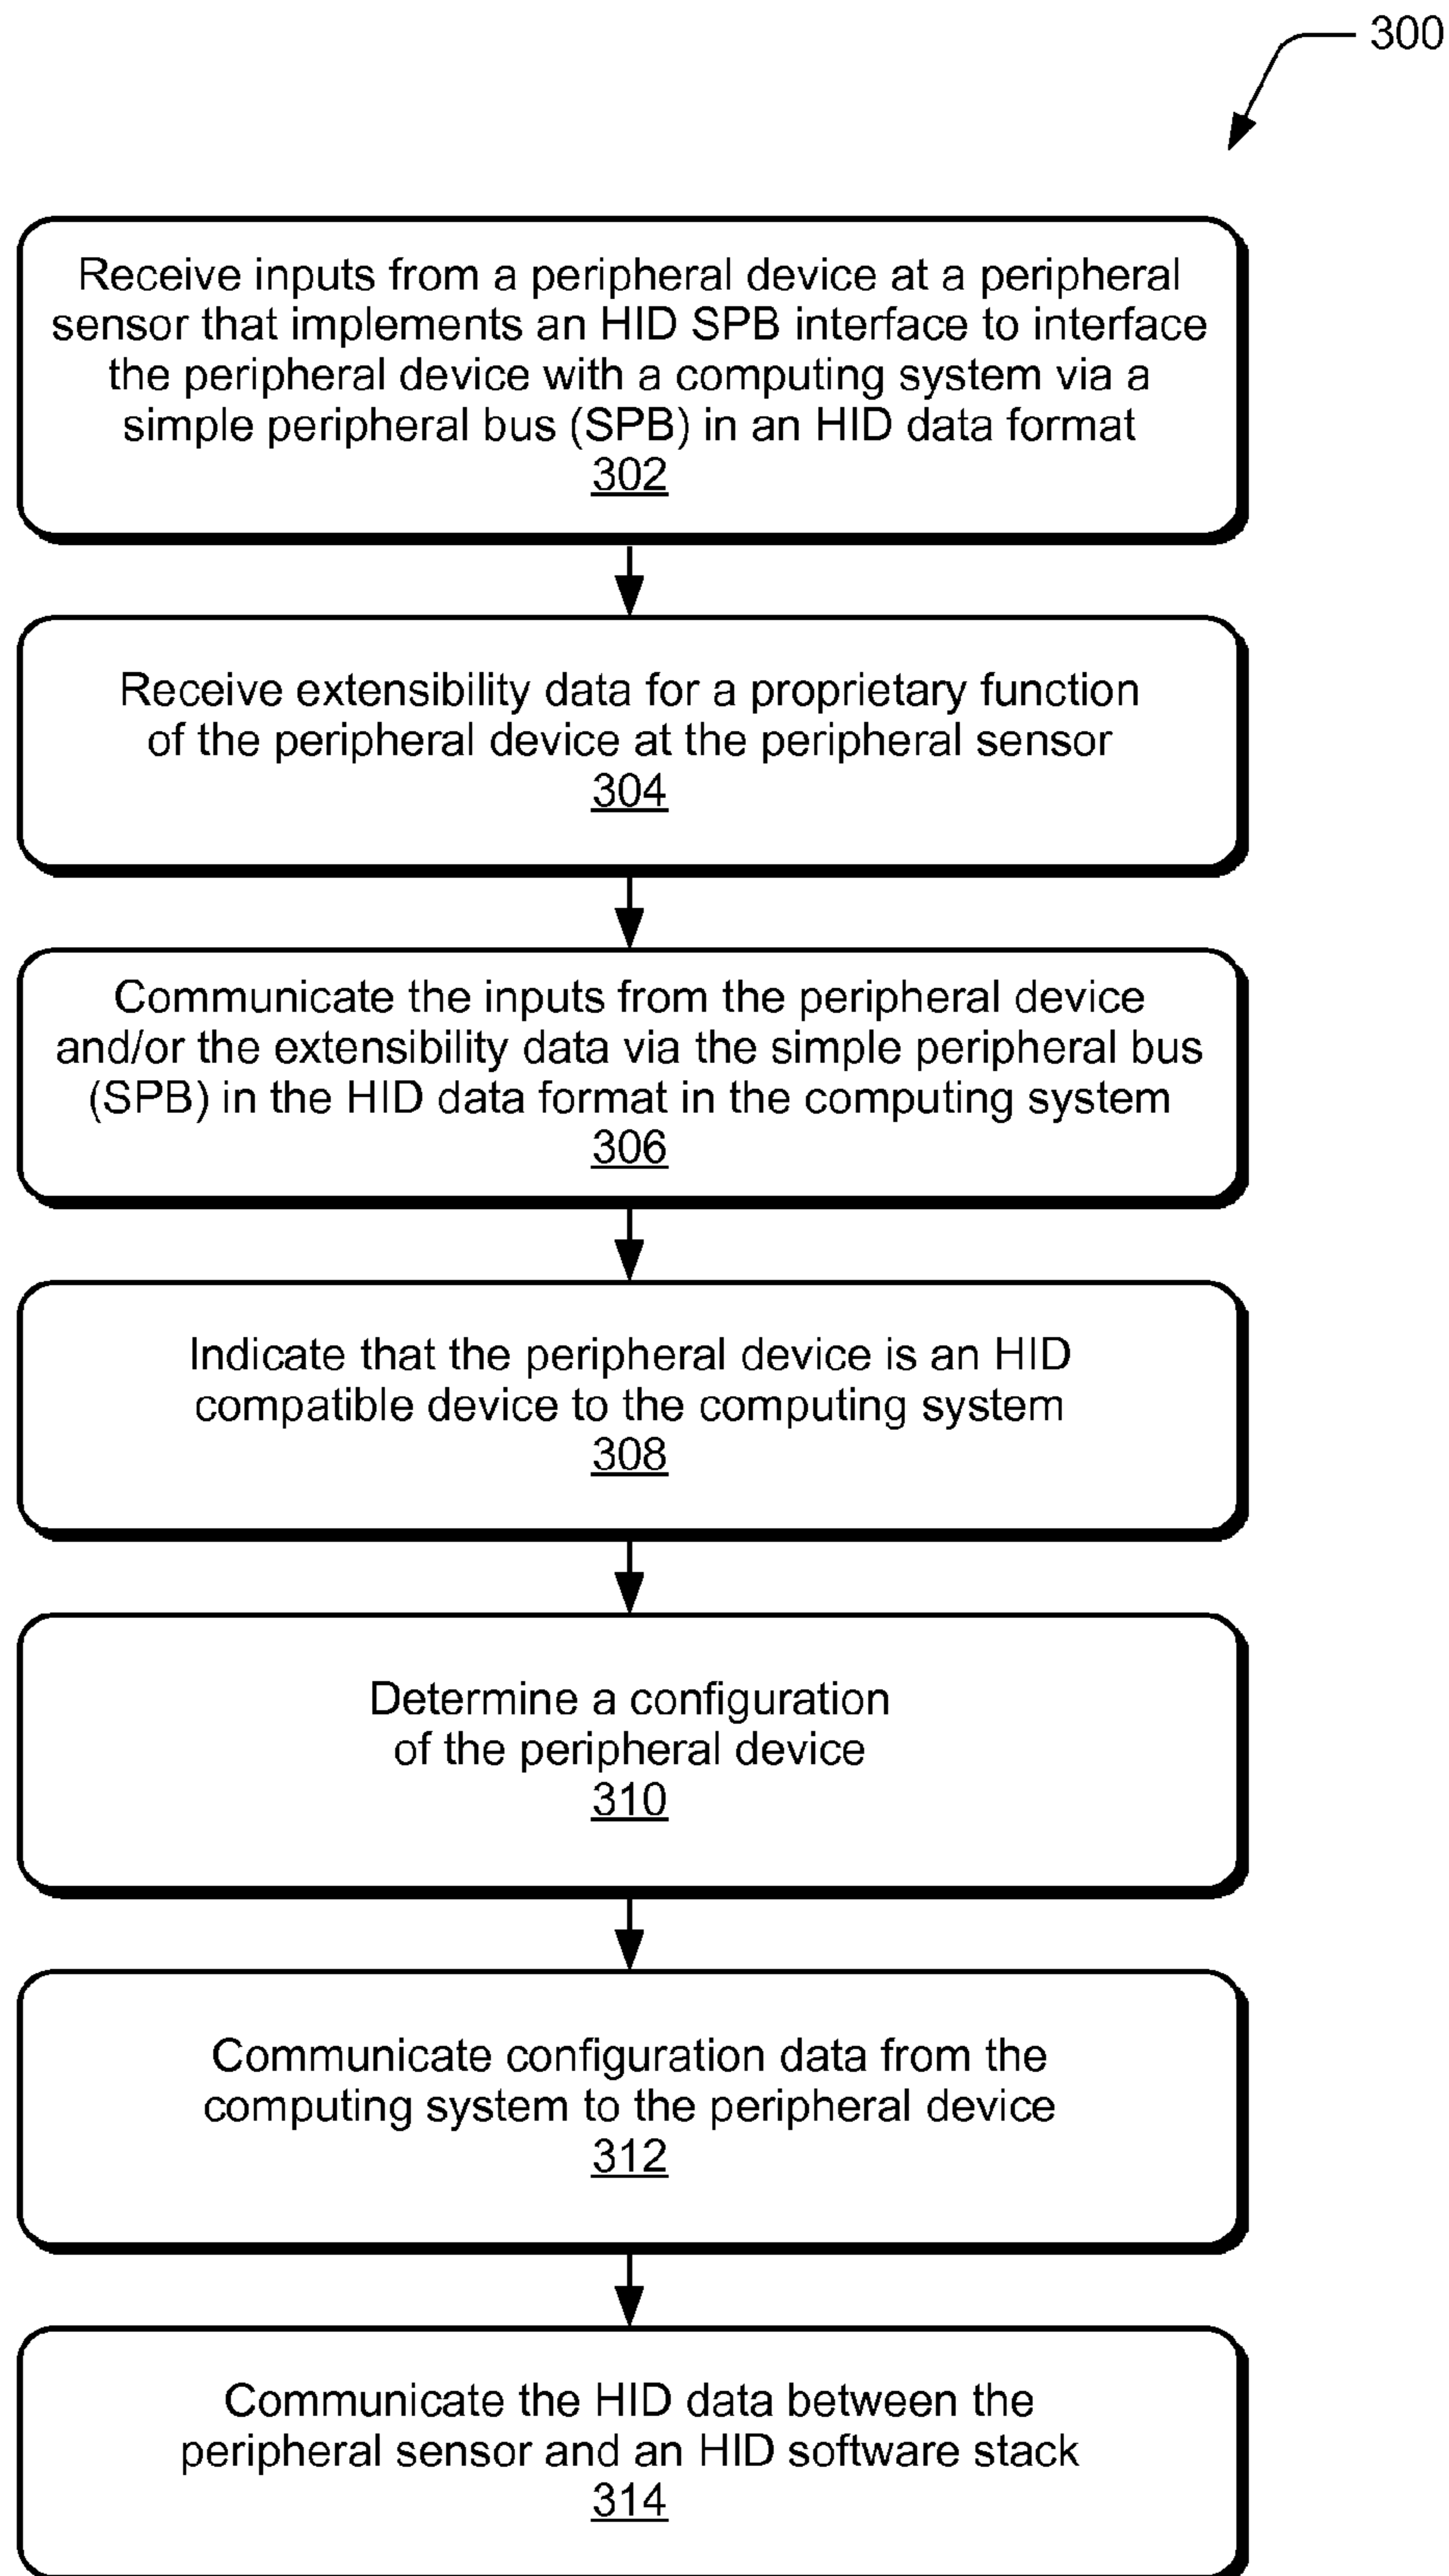 300
Receive inputs from a peripheral device at a peripheral
sensor that implements an HID SPB interface to interface
the peripheral device with a computing system via a
simple peripheral bus (SPB) in an HID data format
302
Receive extensibility data for a proprietary function
of the peripheral device at the peripheral sensor
304
Communicate the inputs from the peripheral device
and/or the extensibility data via the simple peripheral bus
(SPB) in the HID data format in the computing system
306
Indicate that the peripheral device is an HID
compatible device to the computing system
308
Determine a configuration
of the peripheral device
310
Communicate configuration data from the
computing system to the peripheral device
312
Communicate the HID data between the
peripheral sensor and an HID software stack
314